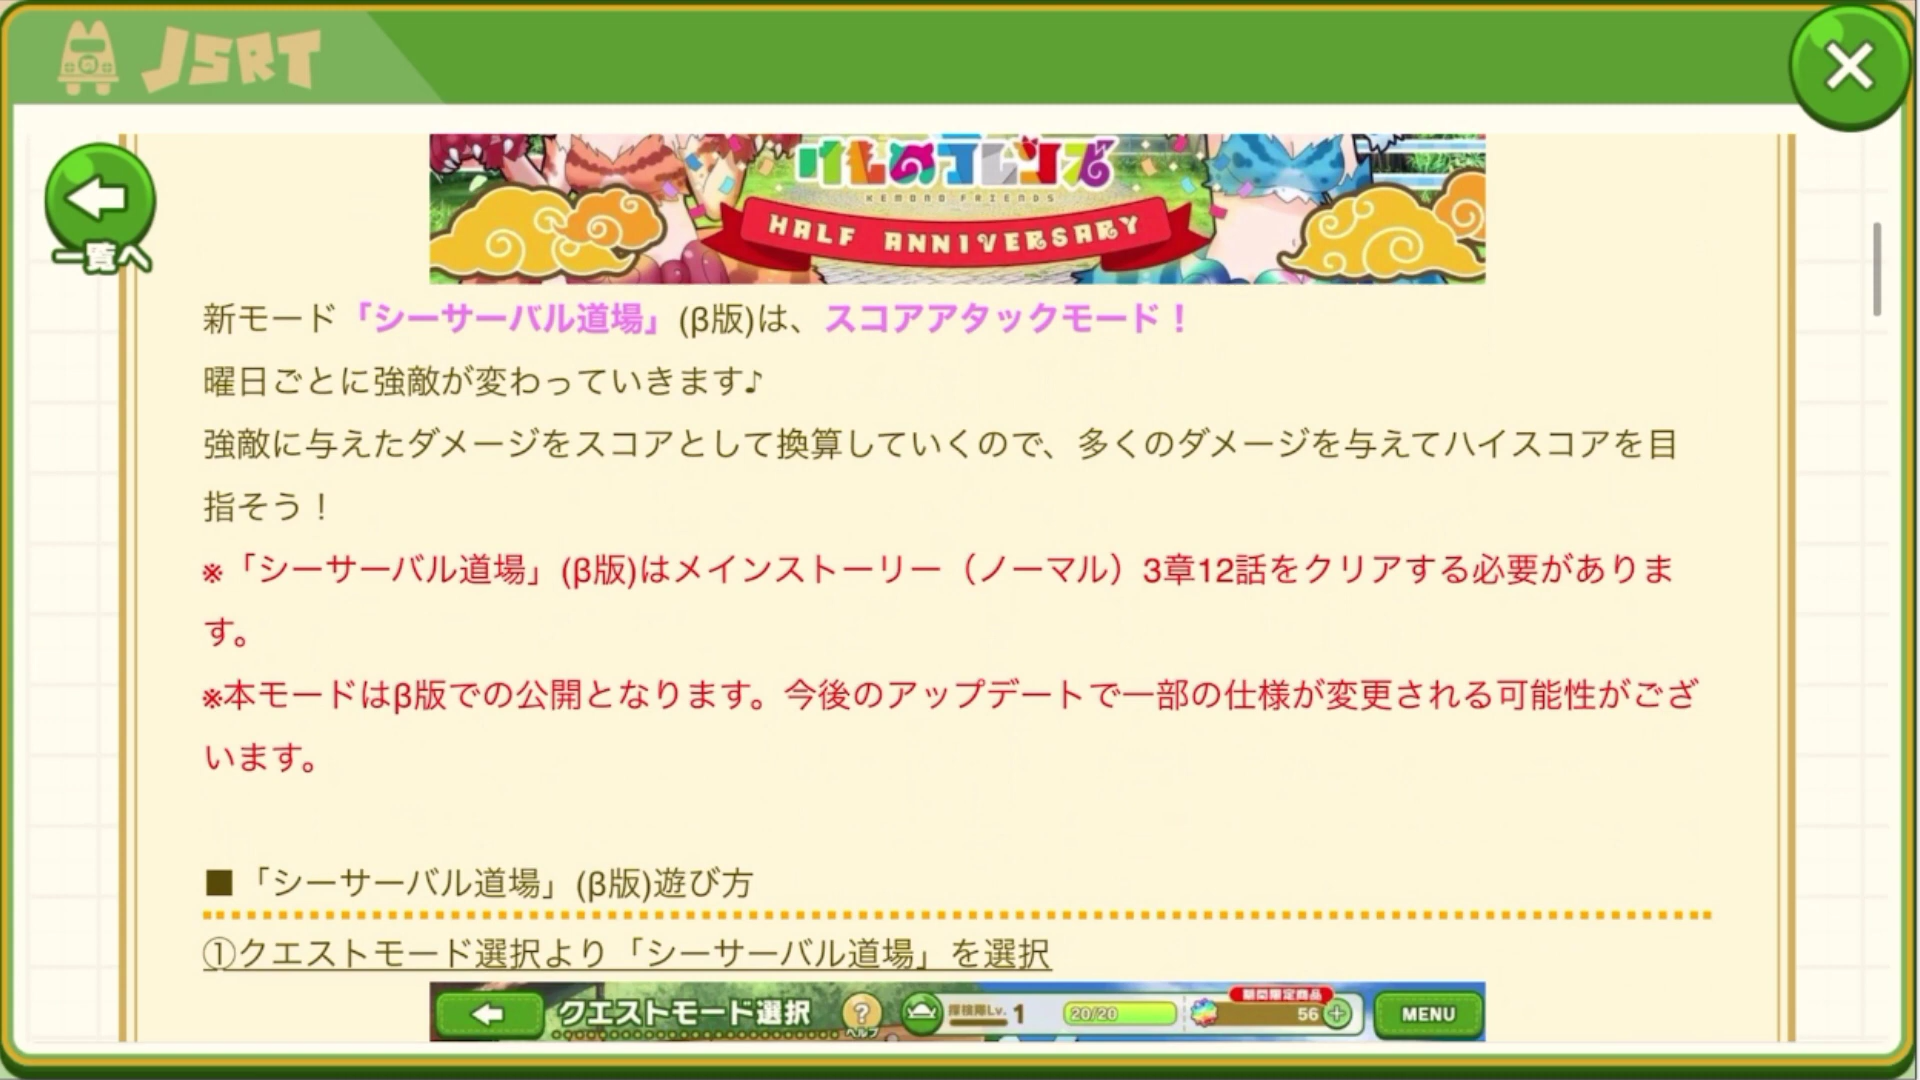 JSRT
一覧へ
けものフレンズ
KEMONO FRIENDS
HALF ANNIVERSARY
新モード「シーサーバル道場」(β版)は、スコアアタックモード！
曜日ごとに強敵が変わっていきます♪
強敵に与えたダメージをスコアとして換算していくので、多くのダメージを与えてハイスコアを目
指そう！
※「シーサーバル道場」(β版)はメインストーリー（ノーマル）3章12話をクリアする必要がありま
す。
※本モードはβ版での公開となります。今後のアップデートで一部の仕様が変更される可能性がござ
います。
■「シーサーバル道場」(β版)遊び方
①クエストモード選択より「シーサーバル道場」を選択
クエストモード選択
?
ヘルプ
探検隊Lv. 1
20/20
期間限定商品
56
MENU